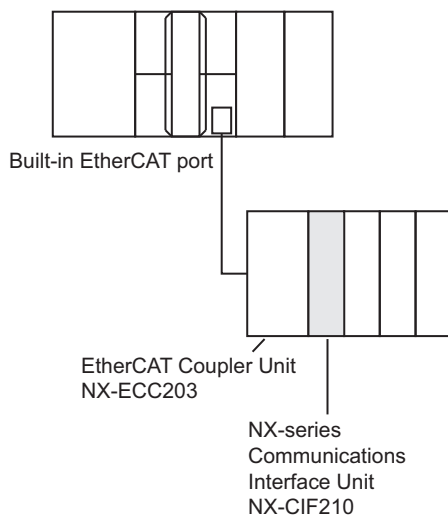 Built-in EtherCAT port
EtherCAT Coupler Unit
NX-ECC203
NX-series
Communications
Interface Unit
NX-CIF210